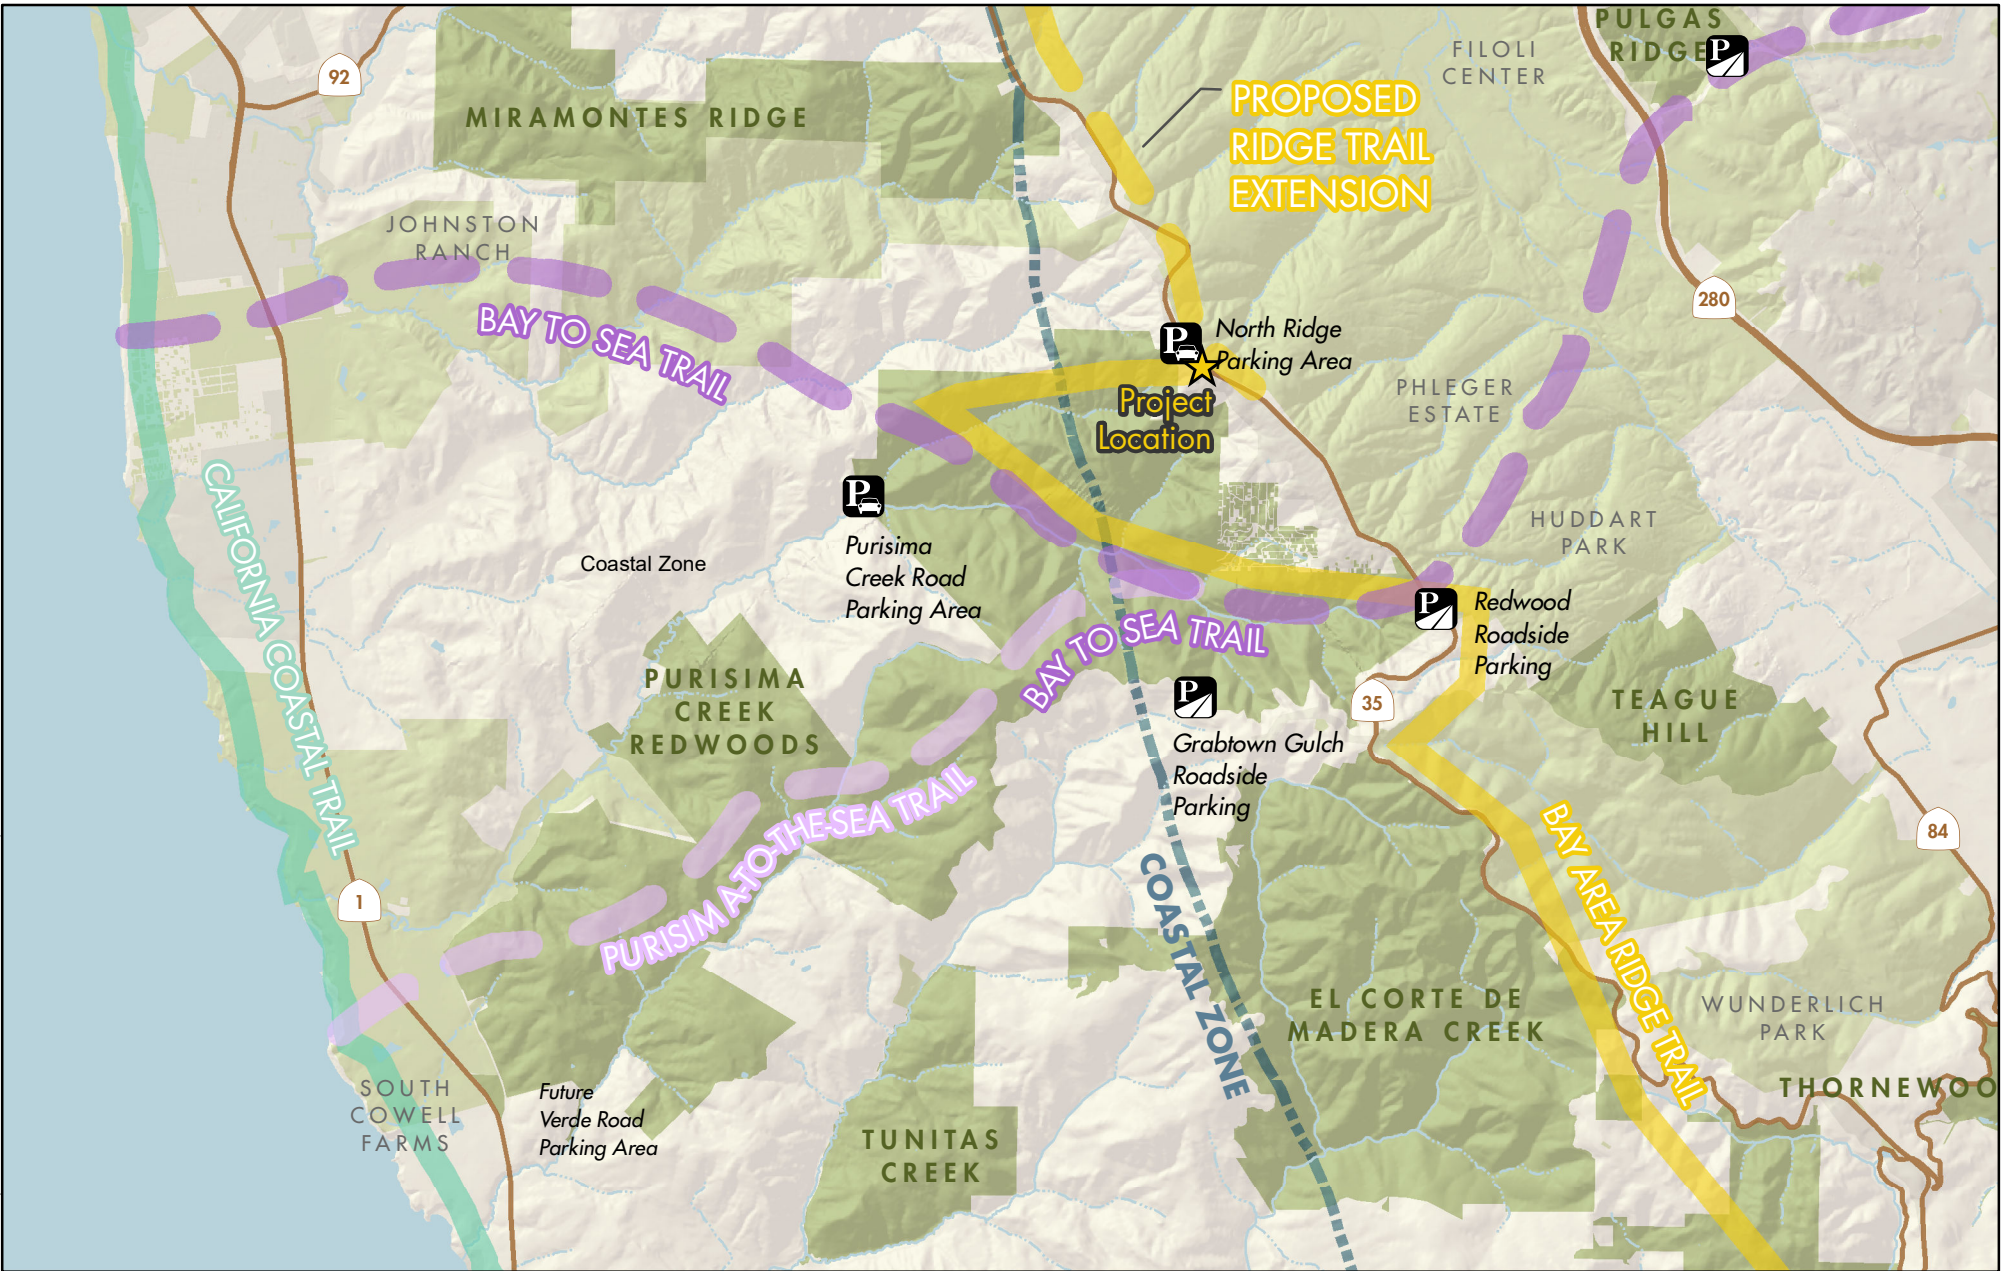 PULGAS
RIDGE
P
FILOLI
CENTER
92
MIRAMONTES RIDGE
PROPOSED
RIDGE TRAIL
EXTENSION
JOHNSTON
RANCH
280
BAY TO SEA TRAIL
P
North Ridge
Parking Area
Project
Location
PHLEGER
ESTATE
CALIFORNIA COASTAL TRAIL
P
Purisima
Creek Road
Parking Area
Coastal Zone
HUDDART
PARK
P
Redwood
Roadside
Parking
BAY TO SEA TRAIL
PURISIMA
CREEK
REDWOODS
P
Grabtown Gulch
Roadside
Parking
35
TEAGUE
HILL
PURISIMA-TO-THE-SEA TRAIL
84
BAY AREA RIDGE TRAIL
1
COASTAL ZONE
EL CORTE DE
MADERA CREEK
WUNDERLICH
PARK
SOUTH
COWELL
FARMS
Future
Verde Road
Parking Area
TUNITAS
CREEK
THORNEWOO